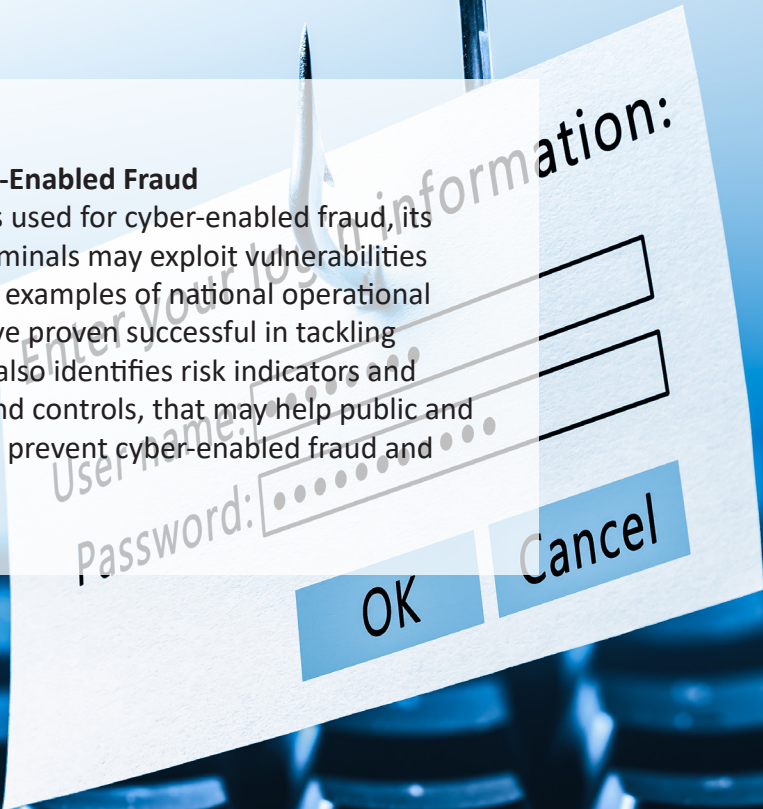 -Enabled Fraud
s used for cyber-enabled fraud, its
minals may exploit vulnerabilities
examples of national operational
ve proven successful in tackling
also identifies risk indicators and
nd controls, that may help public and
prevent cyber-enabled fraud and
Enter your login information:
User name:
Password:
OK
Cancel